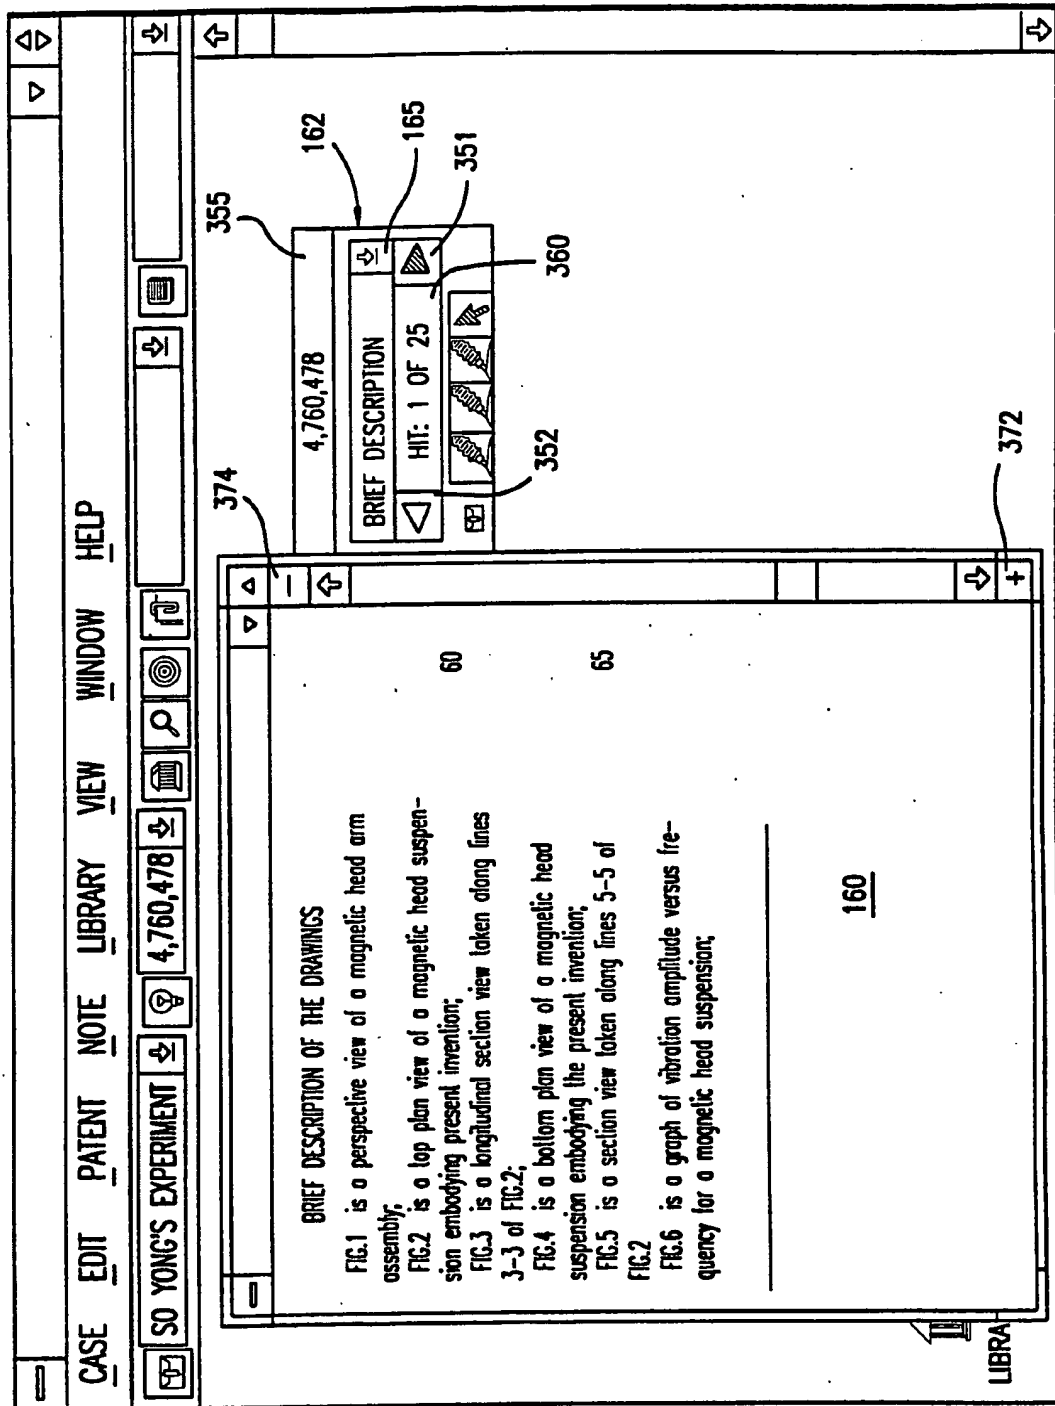 CASE EDIT PATENT NOTE LIBRARY VIEW WINDOW HELP
SO YONG'S EXPERIMENT 4,760,478
374
355
162
4,760,478
BRIEF DESCRIPTION
165
HIT: 1 OF 25
351
352
360
BRIEF DESCRIPTION OF THE DRAWINGS
FIG.1 is a perspective view of a magnetic head arm
assembly;
FIG.2 is a top plan view of a magnetic head suspen-
sion embodying present invention;
60
FIG.3 is a longitudinal section view taken along lines
3-3 of FIG.2;
FIG.4 is a bottom plan view of a magnetic head
suspension embodying the present invention;
FIG.5 is a section view taken along lines 5-5 of
65
FIG.2
FIG.6 is a graph of vibration amplitude versus fre-
quency for a magnetic head suspension;
160
372
LIBRA